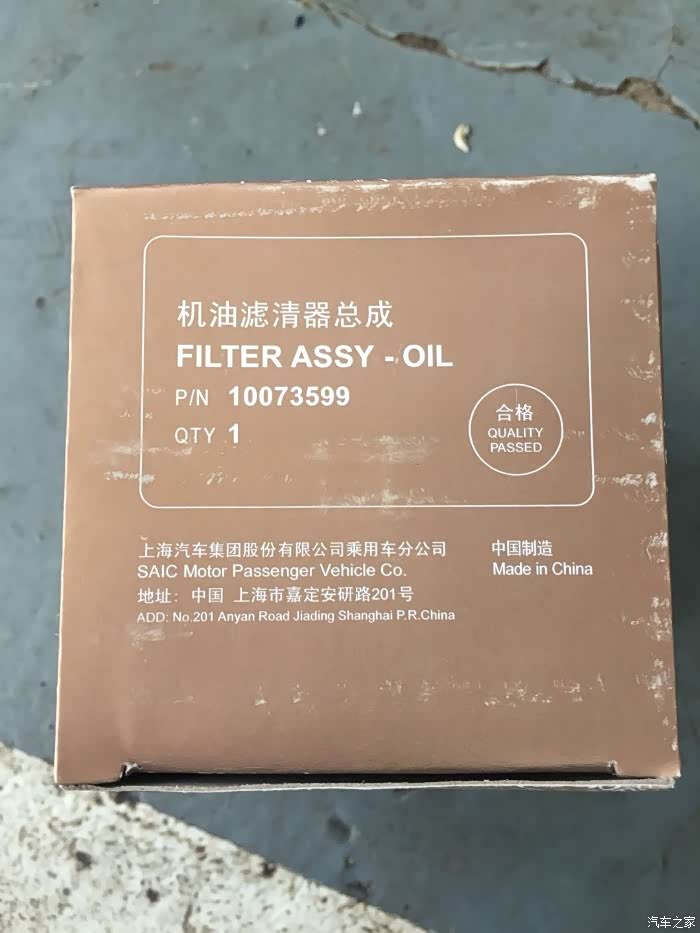 机油滤清器总成
FILTER ASSY - OIL
P/N 10073599
QTY 1
合格
QUALITY
PASSED
上海汽车集团股份有限公司乘用车分公司
SAIC Motor Passenger Vehicle Co.
地址：中国 上海市嘉定安研路201号
ADD: No.201 Anyan Road Jiading Shanghai P.R.China
中国制造
Made in China
汽车之家